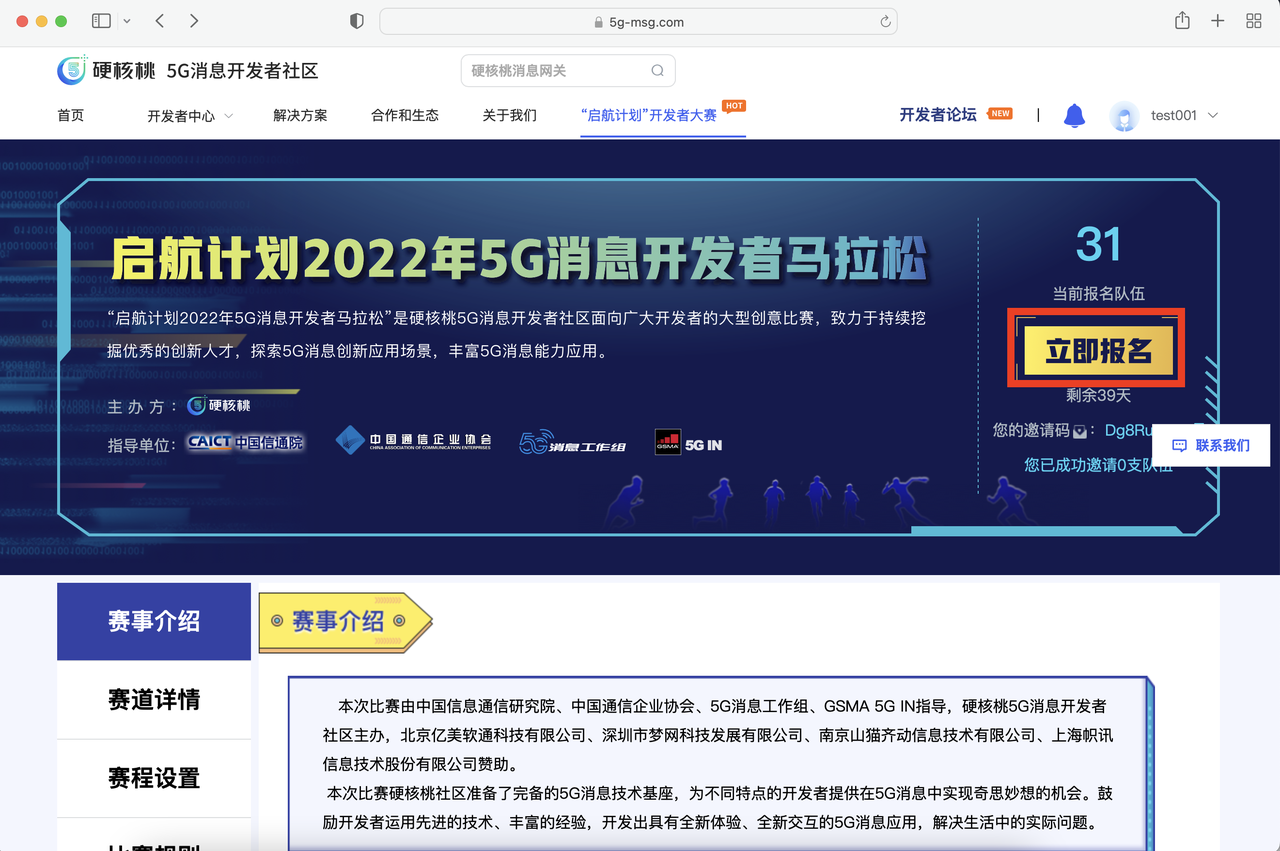 5g-msg.com
硬核桃 5G消息开发者社区
硬核桃消息网关
首页 开发者中心 解决方案 合作和生态 关于我们 “启航计划”开发者大赛 HOT 开发者论坛 NEW test001
启航计划2022年5G消息开发者马拉松
“启航计划2022年5G消息开发者马拉松”是硬核桃5G消息开发者社区面向广大开发者的大型创意比赛，致力于持续挖
掘优秀的创新人才，探索5G消息创新应用场景，丰富5G消息能力应用。
主 办 方 ： 硬核桃
指导单位: CAICT 中国信通院 中国通信企业协会 5G消息工作组 GSMA 5G IN
CHINA ASSOCIATION OF COMMUNICATION ENTERPRISES
31
当前报名队伍
立即报名
剩余39天
您的邀请码 ： Dg8Ru
您已成功邀请0支队伍
联系我们
赛事介绍
赛道详情
赛程设置
比赛规则
赛事介绍
本次比赛由中国信息通信研究院、中国通信企业协会、5G消息工作组、GSMA 5G IN指导，硬核桃5G消息开发者
社区主办，北京亿美软通科技有限公司、深圳市梦网科技发展有限公司、南京山猫齐动信息技术有限公司、上海帜讯
信息技术股份有限公司赞助。
本次比赛硬核桃社区准备了完备的5G消息技术基座，为不同特点的开发者提供在5G消息中实现奇思妙想的机会。鼓
励开发者运用先进的技术、丰富的经验，开发出具有全新体验、全新交互的5G消息应用，解决生活中的实际问题。